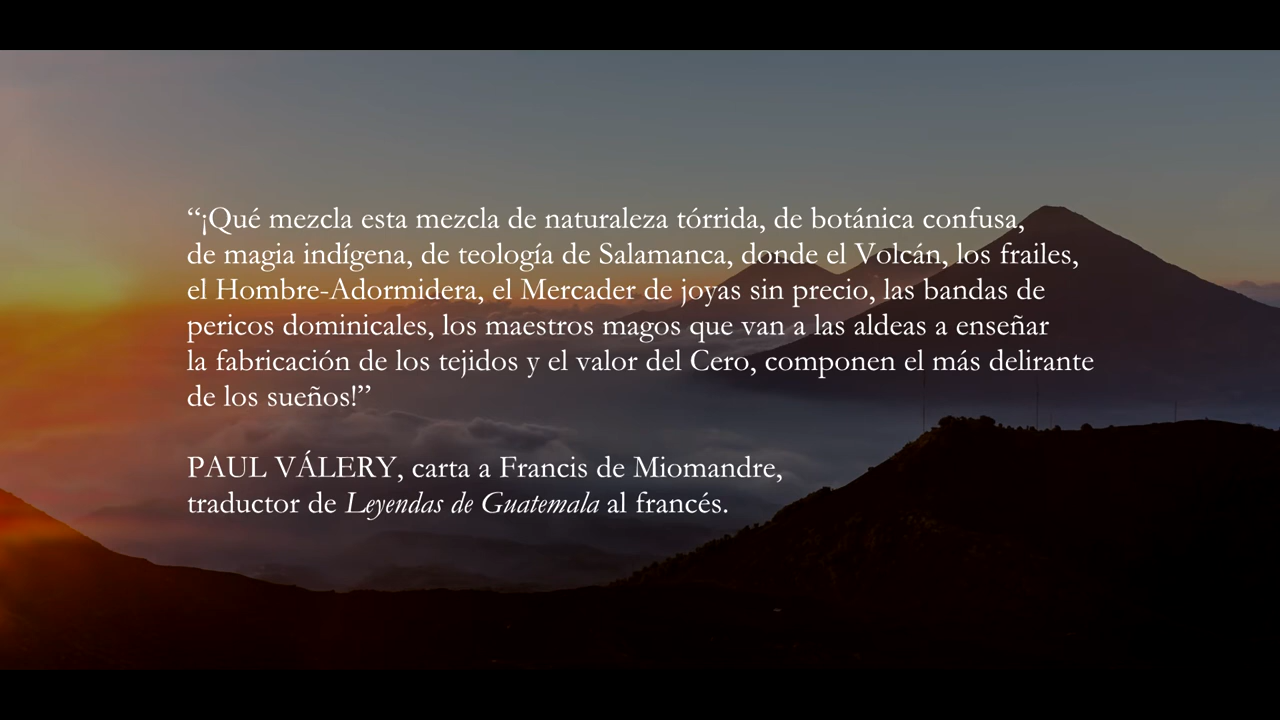 “¡Qué mezcla esta mezcla de naturaleza tórrida, de botánica confusa,
de magia indígena, de teología de Salamanca, donde el Volcán, los frailes,
el Hombre-Adormidera, el Mercader de joyas sin precio, las bandas de
pericos dominicales, los maestros magos que van a las aldeas a enseñar
la fabricación de los tejidos y el valor del Cero, componen el más delirante
de los sueños!”
PAUL VÁLERY, carta a Francis de Miomandre,
traductor de Leyendas de Guatemala al francés.